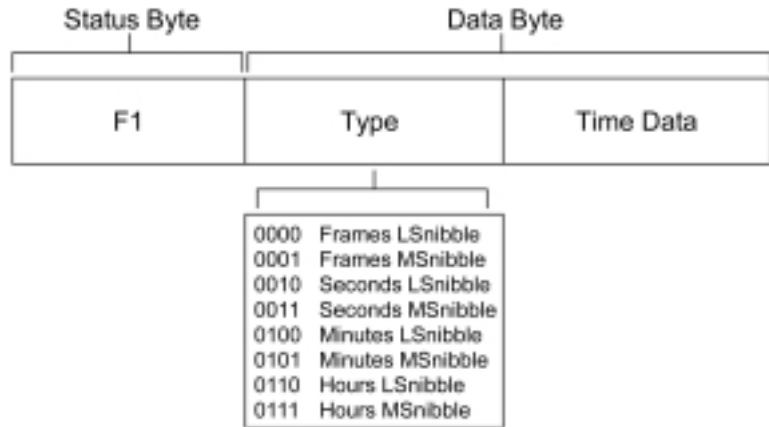 Status Byte Data Byte
F1 Type Time Data
0000 Frames LSnibble
0001 Frames MSnibble
0010 Seconds LSnibble
0011 Seconds MSnibble
0100 Minutes LSnibble
0101 Minutes MSnibble
0110 Hours LSnibble
0111 Hours MSnibble